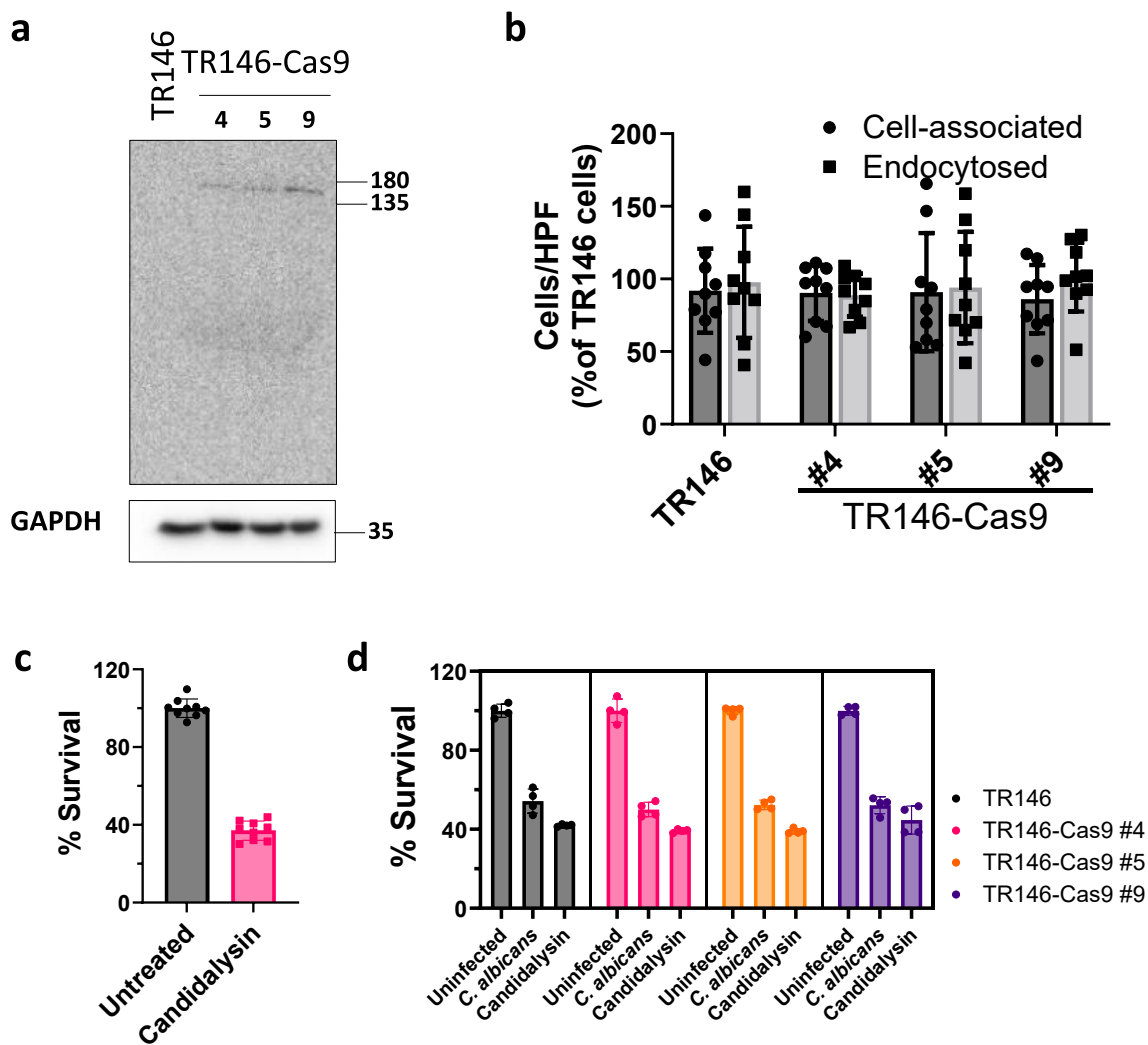 a
TR146
TR146-Cas9
4 5 9
180
135
GAPDH
35
b
Cell-associated
Endocytosed
Cells/HPF
(%of TR146 cells)
200
150
100
50
0
TR146
#4
#5
#9
TR146-Cas9
c
% Survival
120
80
40
0
Untreated
Candidalysin
d
% Survival
120
80
40
0
Uninfected
C. albicans
Candidalysin
Uninfected
C. albicans
Candidalysin
Uninfected
C. albicans
Candidalysin
Uninfected
C. albicans
Candidalysin
TR146
TR146-Cas9 #4
TR146-Cas9 #5
TR146-Cas9 #9